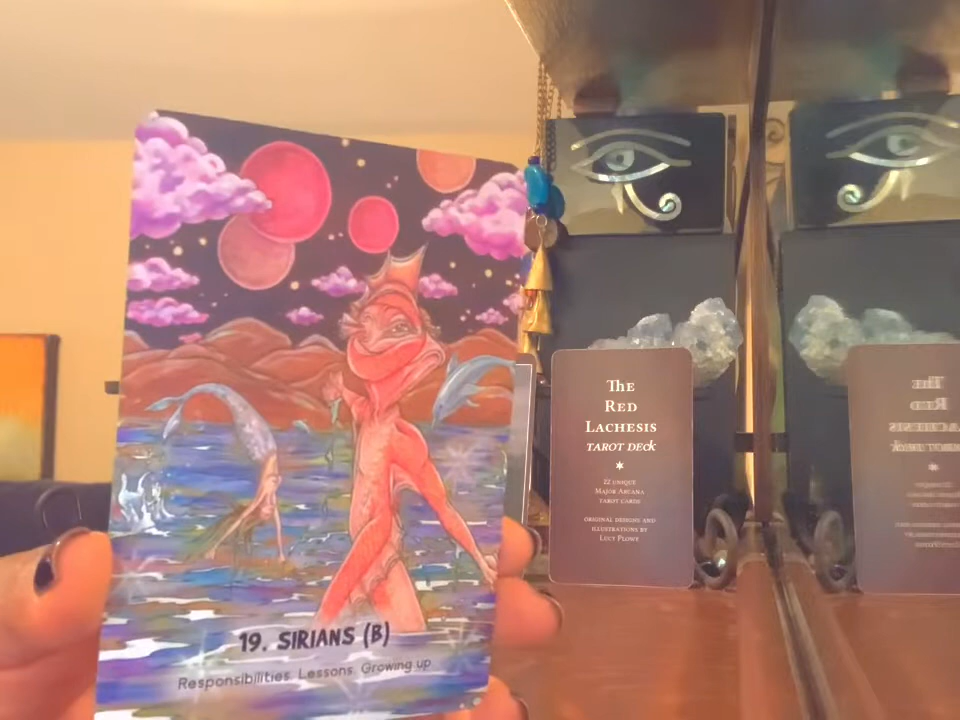 19. SIRIANS (B)
Responsibilities. Lessons. Growing up
The
Red
Lachesis
TAROT DECK
★
22 UNIQUE
MAJOR ARCANA
TAROT CARDS
ORIGINAL DESIGNS AND
ILLUSTRATIONS BY
LUCY PLOWE